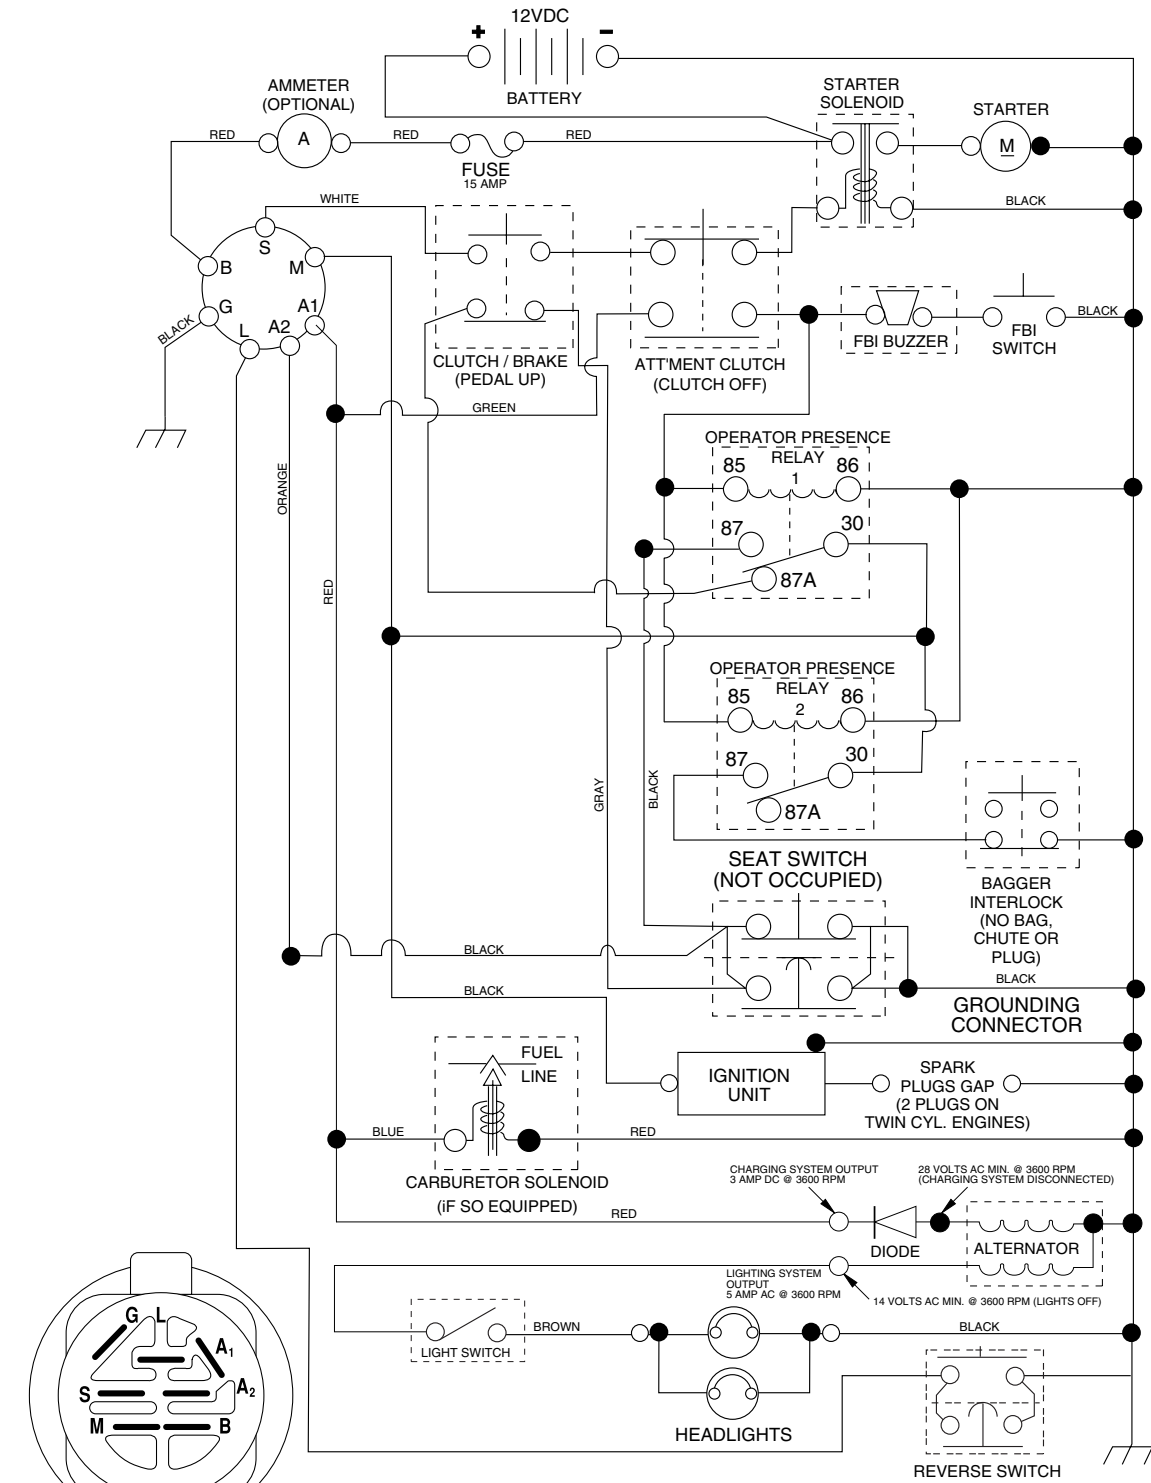 12VDC
+
-
BATTERY
AMMETER
(OPTIONAL)
A
RED
RED
RED
FUSE
15 AMP
STARTER
SOLENOID
STARTER
M
BLACK
WHITE
S
B
M
G
A1
L
A2
BLACK
CLUTCH / BRAKE
(PEDAL UP)
ATT'MENT CLUTCH
(CLUTCH OFF)
FBI BUZZER
FBI
SWITCH
BLACK
GREEN
ORANGE
RED
OPERATOR PRESENCE
RELAY
1
85
86
87
30
87A
OPERATOR PRESENCE
RELAY
2
85
86
87
30
87A
GRAY
BLACK
SEAT SWITCH
(NOT OCCUPIED)
BAGGER
INTERLOCK
(NO BAG,
CHUTE OR
PLUG)
BLACK
BLACK
BLACK
GROUNDING
CONNECTOR
FUEL
LINE
IGNITION
UNIT
SPARK
PLUGS GAP
(2 PLUGS ON
TWIN CYL. ENGINES)
BLUE
RED
CARBURETOR SOLENOID
(iF SO EQUIPPED)
CHARGING SYSTEM OUTPUT
3 AMP DC @ 3600 RPM
28 VOLTS AC MIN. @ 3600 RPM
(CHARGING SYSTEM DISCONNECTED)
RED
DIODE
ALTERNATOR
LIGHTING SYSTEM
OUTPUT
5 AMP AC @ 3600 RPM
14 VOLTS AC MIN. @ 3600 RPM (LIGHTS OFF)
LIGHT SWITCH
BROWN
BLACK
HEADLIGHTS
REVERSE SWITCH
G
L
A1
S
A2
M
B